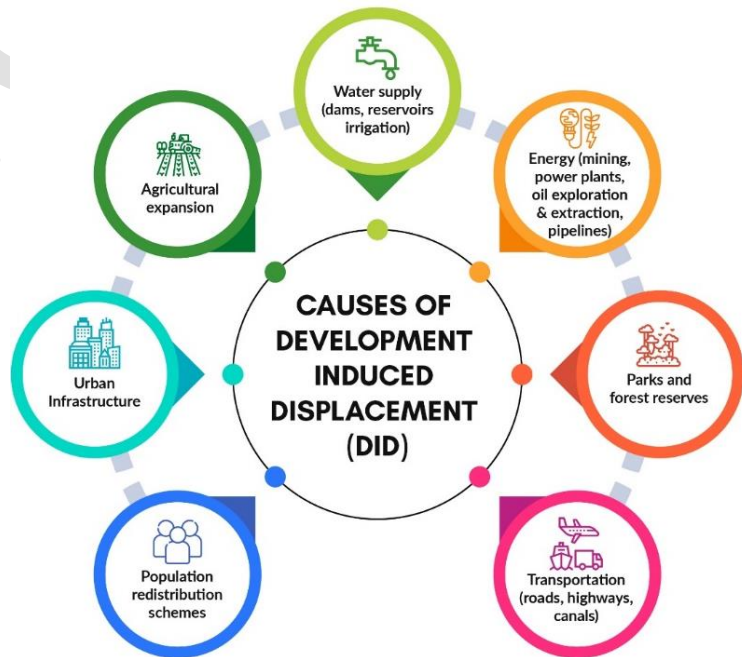 CAUSES OF
DEVELOPMENT
INDUCED
DISPLACEMENT
(DID)
Water supply
(dams, reservoirs
irrigation)
Energy (mining,
power plants,
oil exploration
& extraction,
pipelines)
Parks and
forest reserves
Transportation
(roads, highways,
canals)
Population
redistribution
schemes
Urban
Infrastructure
Agricultural
expansion